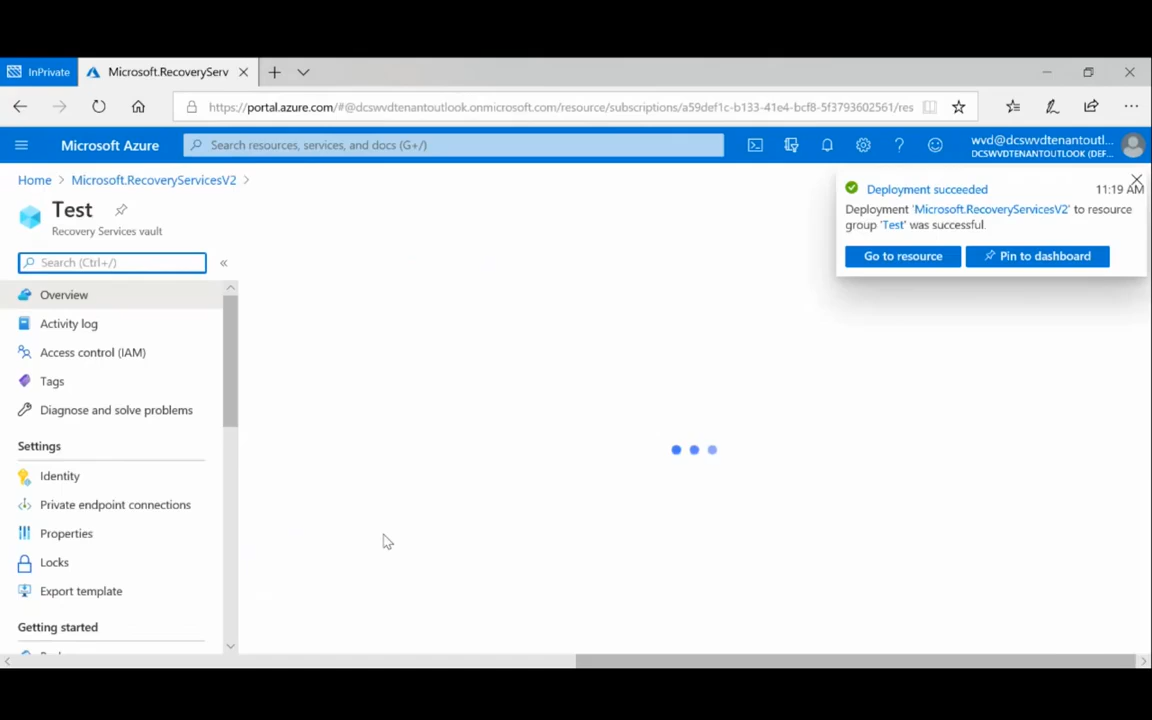 InPrivate
Microsoft.RecoveryServ
https://portal.azure.com/#@dcswvdtenantoutlook.onmicrosoft.com/resource/subscriptions/a59def1c-b133-41e4-bcf8-5f3793602561/res
Microsoft Azure
Search resources, services, and docs (G+/)
wvd@dcswvdtenantoutl...
DCSWVDTENANTOUTLOOK (DEF...
Home > Microsoft.RecoveryServicesV2 >
Test
Recovery Services vault
Deployment succeeded 11:19 AM
Deployment 'Microsoft.RecoveryServicesV2' to resource
group 'Test' was successful.
Go to resource
Pin to dashboard
Search (Ctrl+/)
Overview
Activity log
Access control (IAM)
Tags
Diagnose and solve problems
Settings
Identity
Private endpoint connections
Properties
Locks
Export template
Getting started